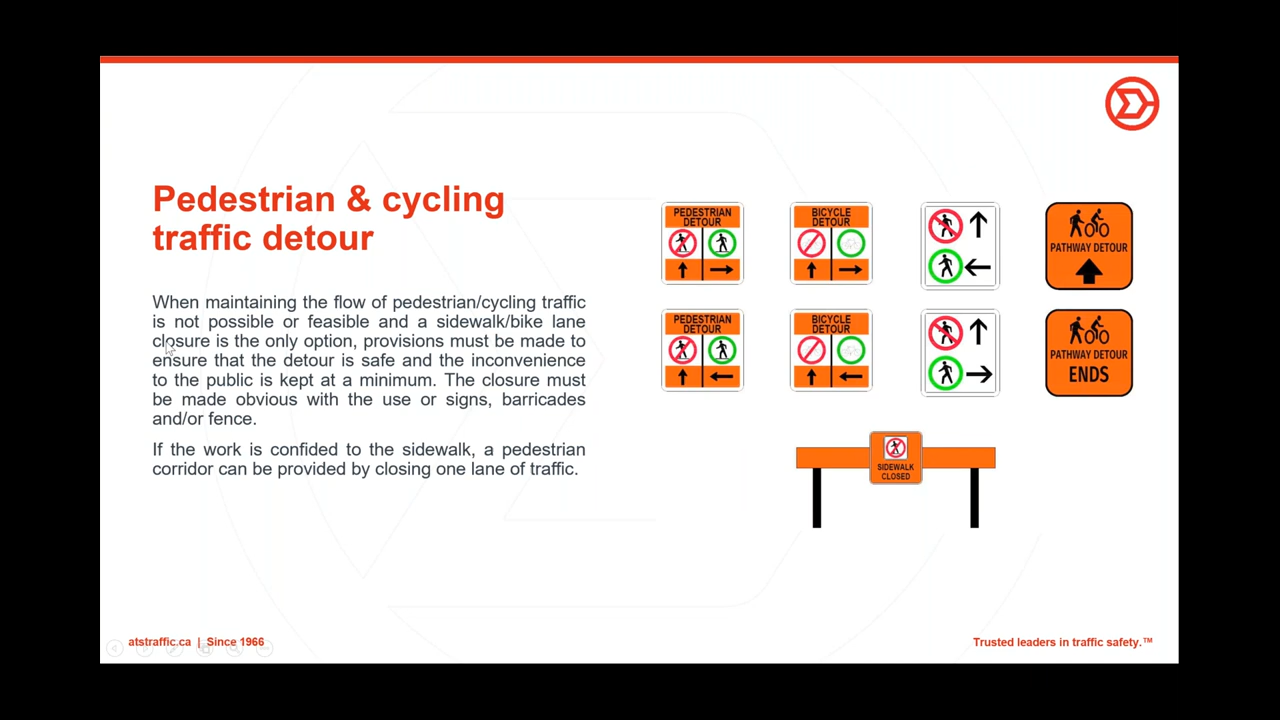 Pedestrian & cycling
traffic detour
When maintaining the flow of pedestrian/cycling traffic
is not possible or feasible and a sidewalk/bike lane
closure is the only option, provisions must be made to
ensure that the detour is safe and the inconvenience
to the public is kept at a minimum. The closure must
be made obvious with the use or signs, barricades
and/or fence.
If the work is confided to the sidewalk, a pedestrian
corridor can be provided by closing one lane of traffic.
PEDESTRIAN
DETOUR
BICYCLE
DETOUR
PATHWAY DETOUR
PEDESTRIAN
DETOUR
BICYCLE
DETOUR
PATHWAY DETOUR
ENDS
SIDEWALK
CLOSED
atstraffic.ca | Since 1966
Trusted leaders in traffic safety.™